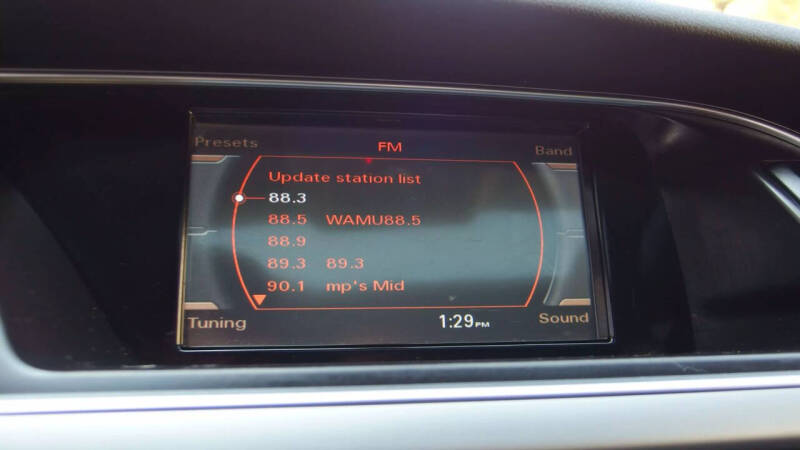 Presets FM Band
Update station list
88.3
88.5 WAMU88.5
88.9
89.3 89.3
90.1 mp's Mid
Tuning 1:29PM Sound